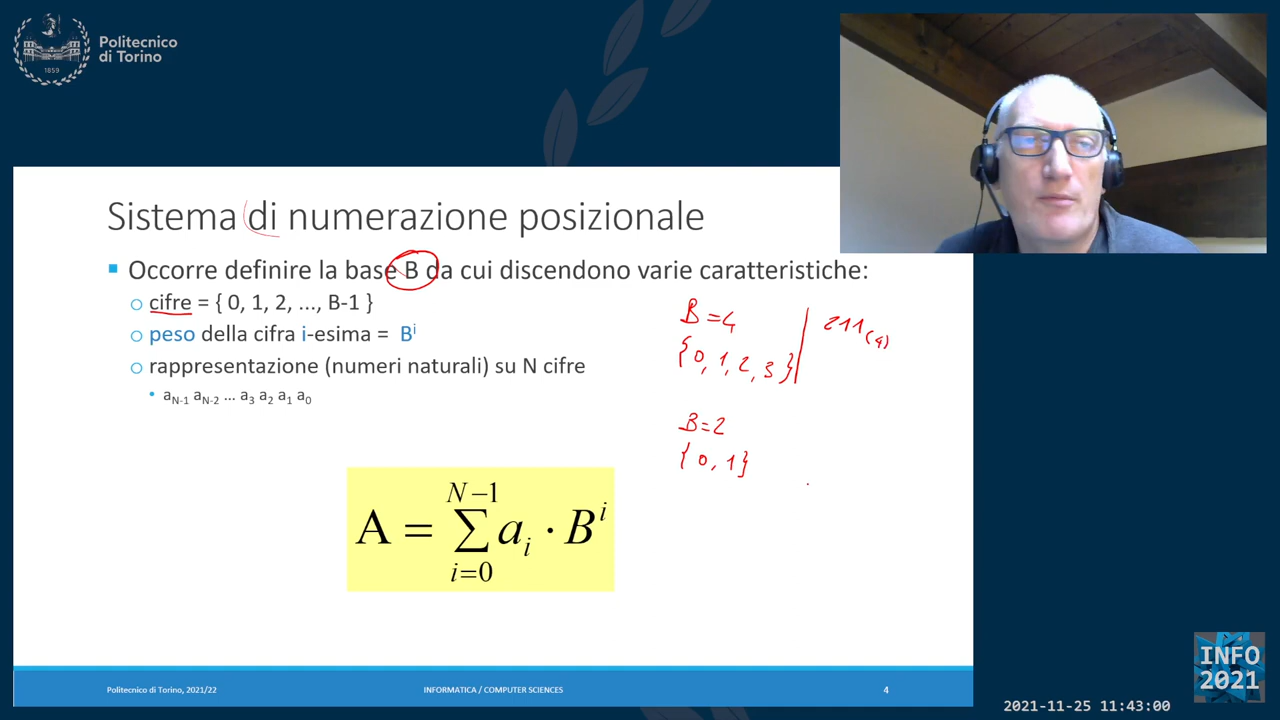 Politecnico
di Torino
1859
Sistema di numerazione posizionale
Occorre definire la base B da cui discendono varie caratteristiche:
cifre = { 0, 1, 2, ..., B-1 }
peso della cifra i-esima = Bⁱ
rappresentazione (numeri naturali) su N cifre
a_N-1 a_N-2 ... a_3 a_2 a_1 a_0
B=4
{0, 1, 2, 3}
211(4)
B=2
{0, 1}
A = N-1 ∑ i=0 a_i · Bⁱ
Politecnico di Torino, 2021/22
INFORMATICA / COMPUTER SCIENCES
4
INFO
2021
2021-11-25 11:43:00